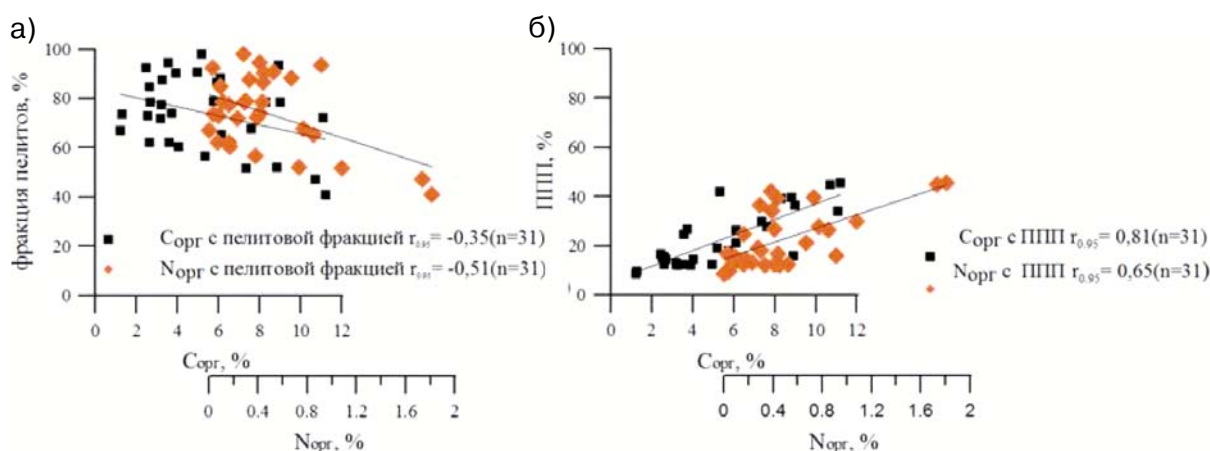 а)
фракция пелитов, %
100
80
60
40
20
0
Сорг с пелитовой фракцией r0.95= -0,35(n=31)
Nорг с пелитовой фракцией r0.95= -0,51(n=31)
0 2 4 6 8 10 12
Сорг, %
0 0.4 0.8 1.2 1.6 2
Nорг, %
б)
ППП, %
100
80
60
40
20
0
Сорг с ППП r0.95= 0,81(n=31)
Nорг с ППП r0.95= 0,65(n=31)
0 2 4 6 8 10 12
Сорг, %
0 0.4 0.8 1.2 1.6 2
Nорг, %